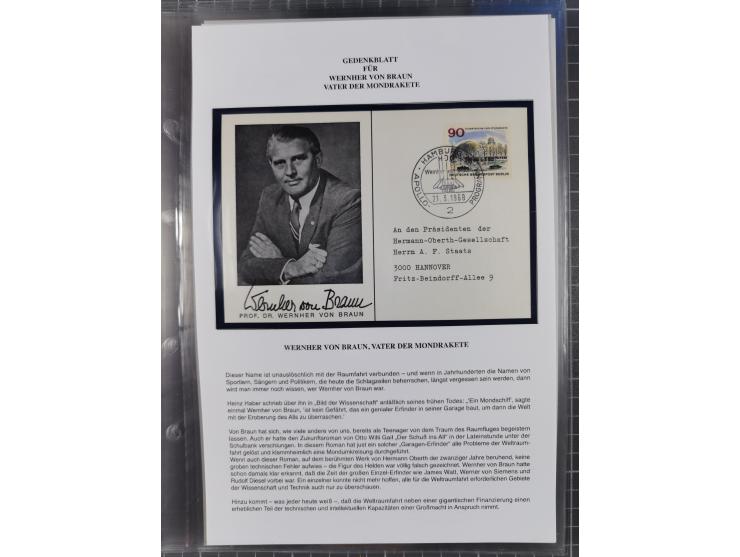 GEDENKBLATT
FÜR
WERNHER VON BRAUN
VATER DER MONDRAKETE
90
DEUTSCHE BUNDESPOST BERLIN
HAMBURG
Wernher
APOLLO-
21.3.1969
2
An den Präsidenten der
Hermann-Oberth-Gesellschaft
Herrn A. F. Staats
3000 HANNOVER
Fritz-Beindorff-Allee 9
Wernher von Braun
PROF. DR. WERNHER VON BRAUN
WERNHER VON BRAUN, VATER DER MONDRAKETE
Dieser Name ist unauslöschlich mit der Raumfahrt verbunden – und wenn in Jahrhunderten die Namen von
Sportlern, Sängern und Politikern, die heute die Schlagzeilen beherrschen, längst vergessen sein werden, dann
wird man immer noch wissen, wer Wernher von Braun war.
Heinz Haber schrieb über ihn in „Bild der Wissenschaft" anläßlich seines frühen Todes: „'Ein Mondschiff', sagte
einmal Wernher von Braun, 'ist kein Gefährt, das ein genialer Erfinder in seiner Garage baut, um dann die Welt
mit der Eroberung des Alls zu überraschen.'
Von Braun hat sich, wie viele andere von uns, bereits als Teenager von dem Traum des Raumfluges begeistern
lassen. Auch er hatte den Zukunftsroman von Otto Willi Gail „Der Schuß ins All" in der Lateinstunde unter der
Schulbank verschlungen. In diesem Roman hat just ein solcher „Garagen-Erfinder" alle Probleme der Weltraum-
fahrt gelöst und klammheimlich eine Mondumkreisung durchgeführt.
Wenn auch dieser Roman, auf dem berühmten Werk von Hermann Oberth der zwanziger Jahre beruhend, keine
groben technischen Fehler aufwies – die Figur des Helden war völlig falsch gezeichnet. Wernher von Braun hatte
schon damals klar erkannt, daß die Zeit der großen Einzel-Erfinder wie James Watt, Werner von Siemens und
Rudolf Diesel vorbei war. Ein einzelner konnte nicht mehr hoffen, alle für die Weltraumfahrt erforderlichen Gebiete
der Wissenschaft und Technik auch nur zu überschauen.
Hinzu kommt – was jeder heute weiß –, daß die Weltraumfahrt neben einer gigantischen Finanzierung einen
erheblichen Teil der technischen und intellektuellen Kapazitäten einer Großmacht in Anspruch nimmt.